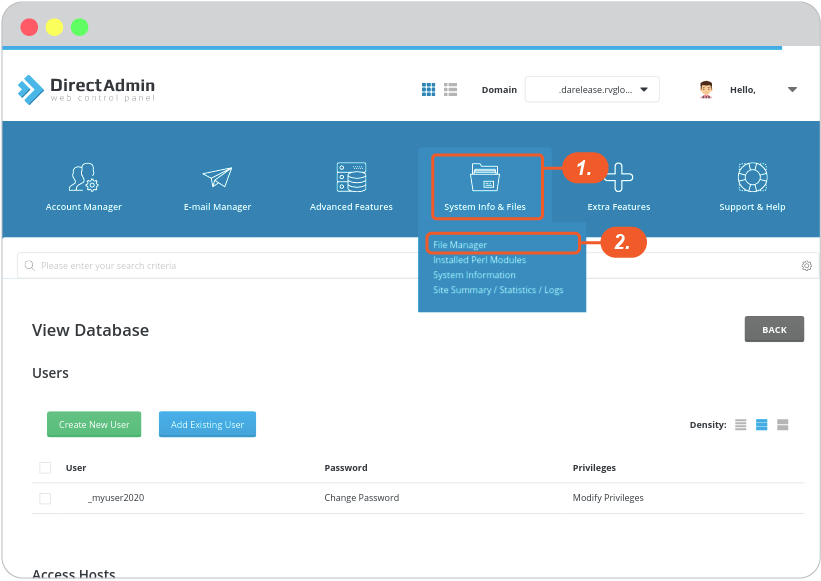 DirectAdmin
web control panel
Domain
.darelease.rvglo...
Hello,
1.
Account Manager
E-mail Manager
Advanced Features
System Info & Files
Extra Features
Support & Help
2.
File Manager
Installed Perl Modules
System Information
Site Summary / Statistics / Logs
Please enter your search criteria
View Database
BACK
Users
Create New User
Add Existing User
Density:
User
Password
Privileges
_myuser2020
Change Password
Modify Privileges
Access Hosts